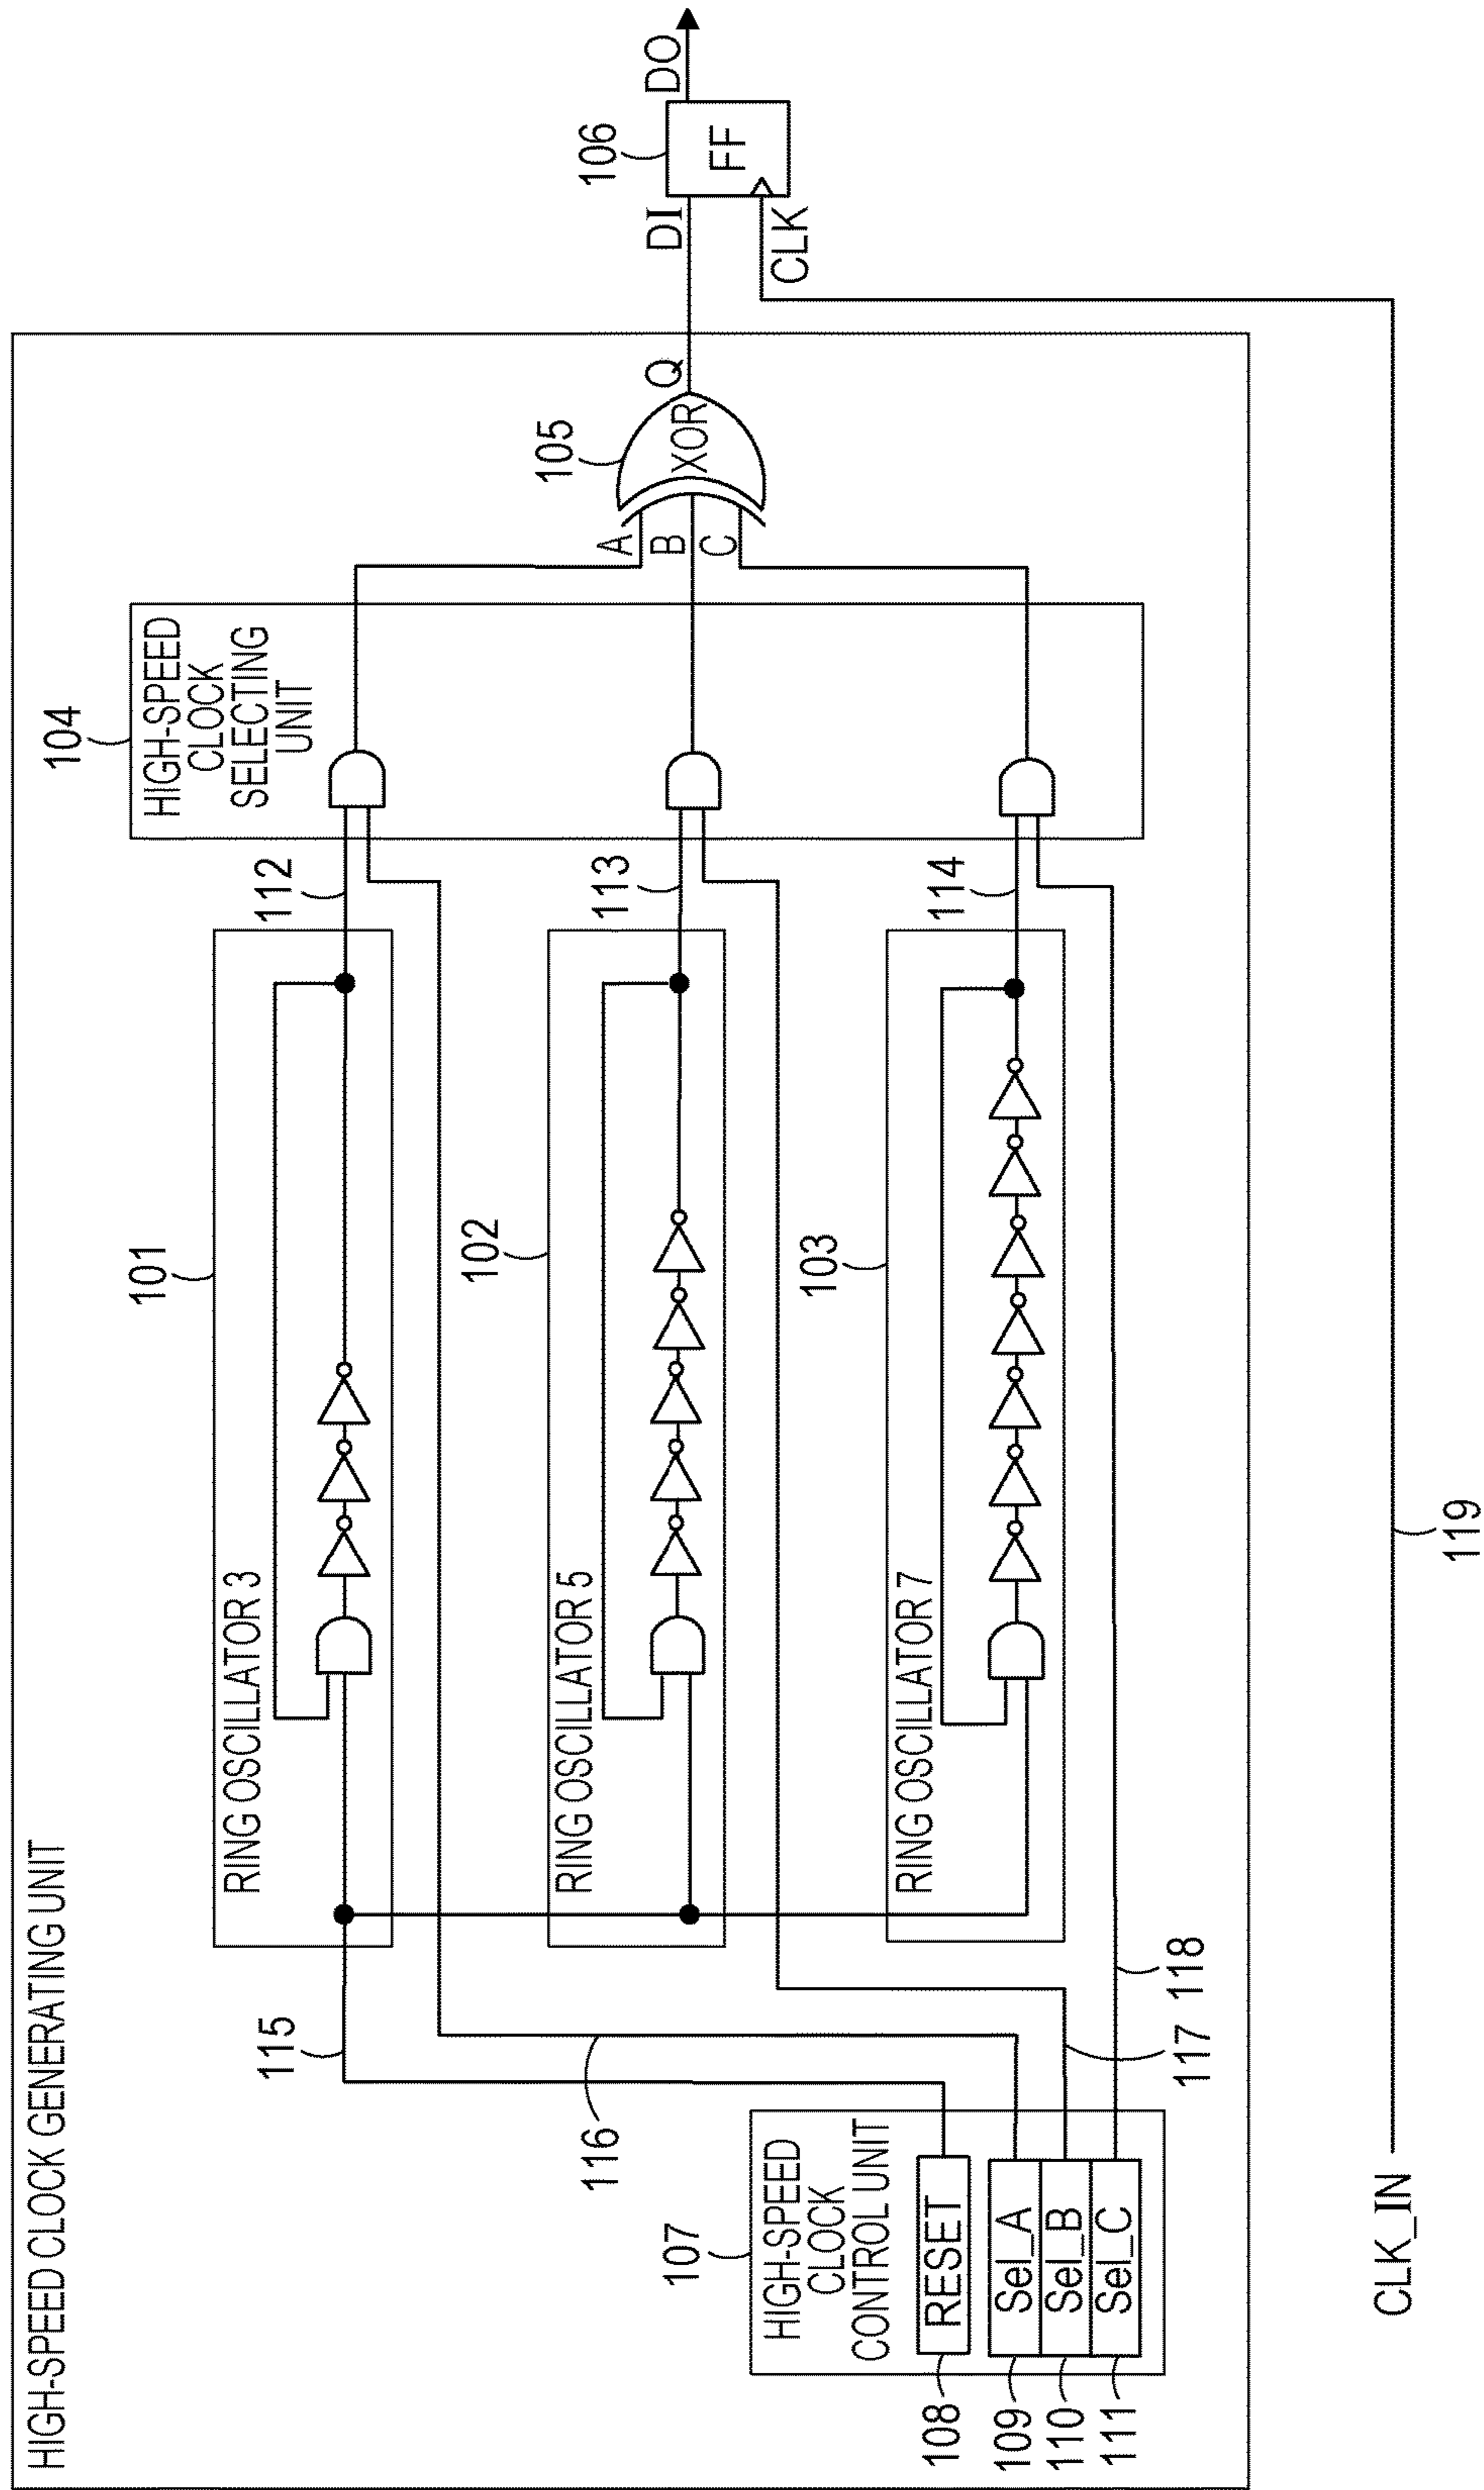 HIGH-SPEED CLOCK GENERATING UNIT
104
HIGH-SPEED
CLOCK
SELECTING
UNIT
101
RING OSCILLATOR 3
112
115
116
102
RING OSCILLATOR 5
113
103
RING OSCILLATOR 7
114
107
HIGH-SPEED
CLOCK
CONTROL UNIT
108
RESET
109
Sel_A
110
Sel_B
111
Sel_C
117
118
105
A
B
C
XOR
Q
106
DI
FF
DO
CLK
CLK_IN
119